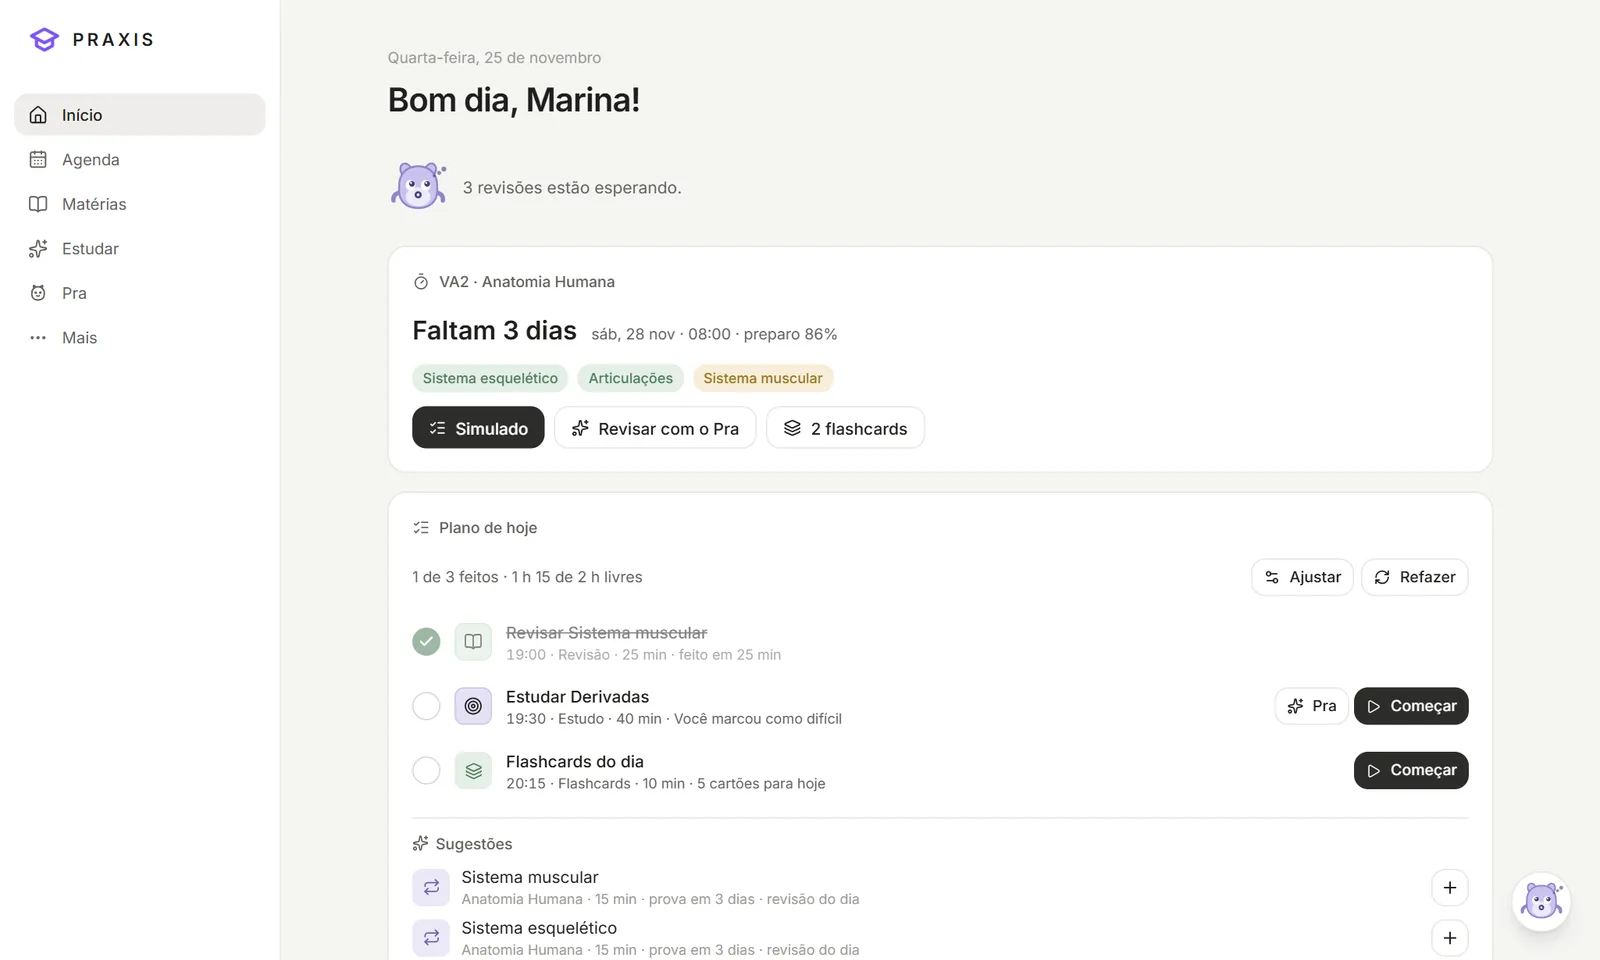 PRAXIS
Início
Agenda
Matérias
Estudar
Pra
Mais
Quarta-feira, 25 de novembro
Bom dia, Marina!
3 revisões estão esperando.
VA2 · Anatomia Humana
Faltam 3 dias sáb, 28 nov · 08:00 · preparo 86%
Sistema esquelético Articulações Sistema muscular
Simulado Revisar com o Pra 2 flashcards
Plano de hoje
1 de 3 feitos · 1 h 15 de 2 h livres Ajustar Refazer
Revisar Sistema muscular
19:00 · Revisão · 25 min · feito em 25 min
Estudar Derivadas
19:30 · Estudo · 40 min · Você marcou como difícil
Pra Começar
Flashcards do dia
20:15 · Flashcards · 10 min · 5 cartões para hoje
Começar
Sugestões
Sistema muscular
Anatomia Humana · 15 min · prova em 3 dias · revisão do dia
Sistema esquelético
Anatomia Humana · 15 min · prova em 3 dias · revisão do dia